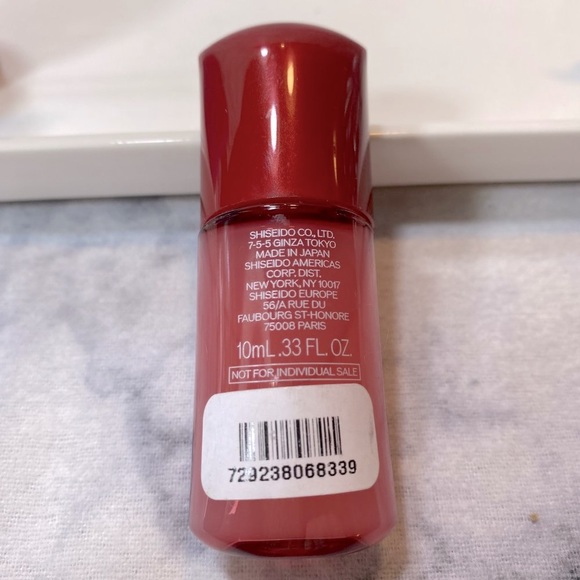 SHISEIDO CO., LTD.
7-5-5 GINZA TOKYO
MADE IN JAPAN
SHISEIDO AMERICAS
CORP. DIST.
NEW YORK, NY 10017
SHISEIDO EUROPE
56/A RUE DU
FAUBOURG ST-HONORE
75008 PARIS
10mL .33 FL. OZ.
NOT FOR INDIVIDUAL SALE
729238068339